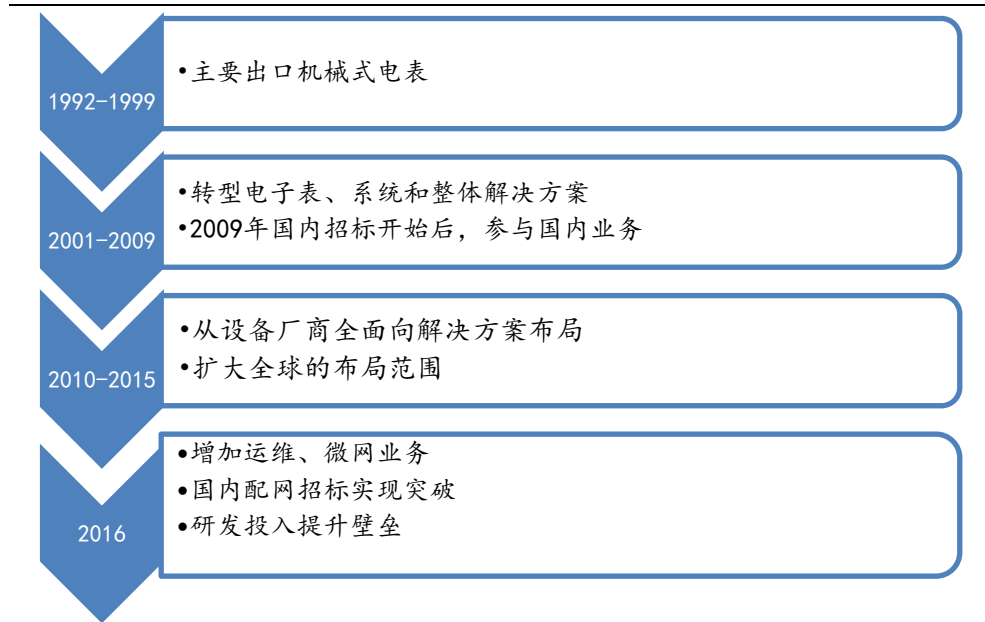 1992-1999
•主要出口机械式电表
2001-2009
•转型电子表、系统和整体解决方案
•2009年国内招标开始后，参与国内业务
2010-2015
•从设备厂商全面向解决方案布局
•扩大全球的布局范围
2016
•增加运维、微网业务
•国内配网招标实现突破
•研发投入提升壁垒